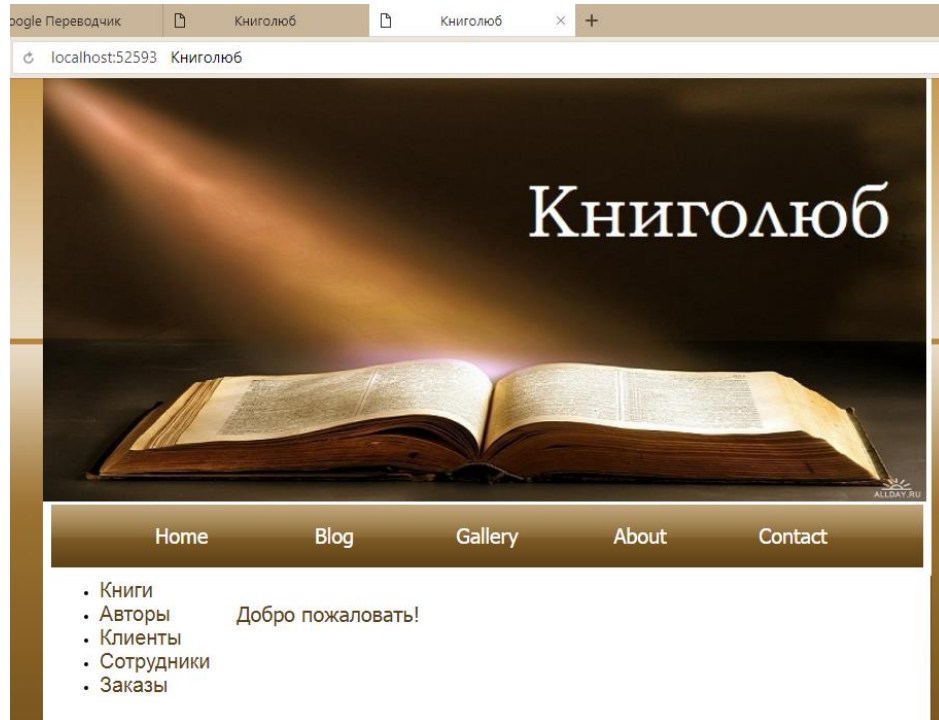 oogle Переводчик Книголюб Книголюб
localhost:52593 Книголюб
Книголюб
ALLDAY.RU
Home Blog Gallery About Contact
Книги
Авторы
Добро пожаловать!
Клиенты
Сотрудники
Заказы